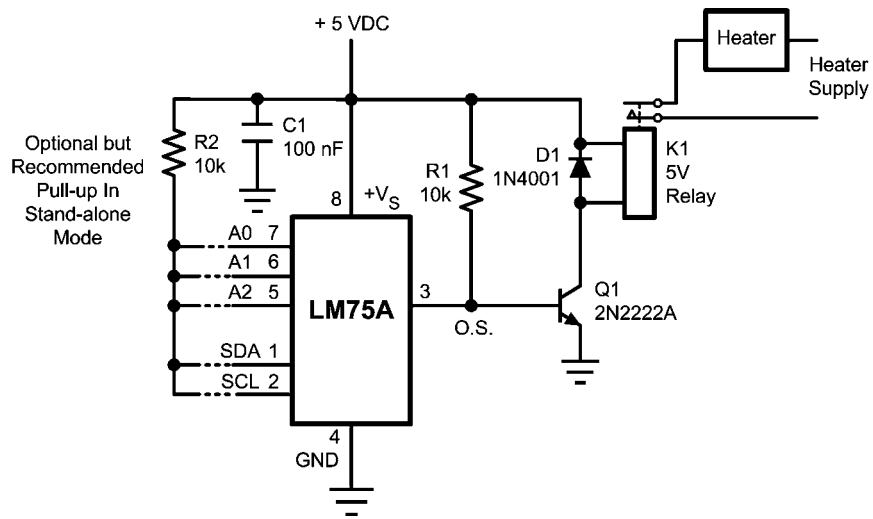 + 5 VDC
Heater
Heater
Supply
Optional but
Recommended
Pull-up In
Stand-alone
Mode
R2
10k
C1
100 nF
R1
10k
D1
1N4001
K1
5V
Relay
8
+VS
A0 7
A1 6
A2 5
SDA 1
SCL 2
LM75A
3
O.S.
Q1
2N2222A
4
GND